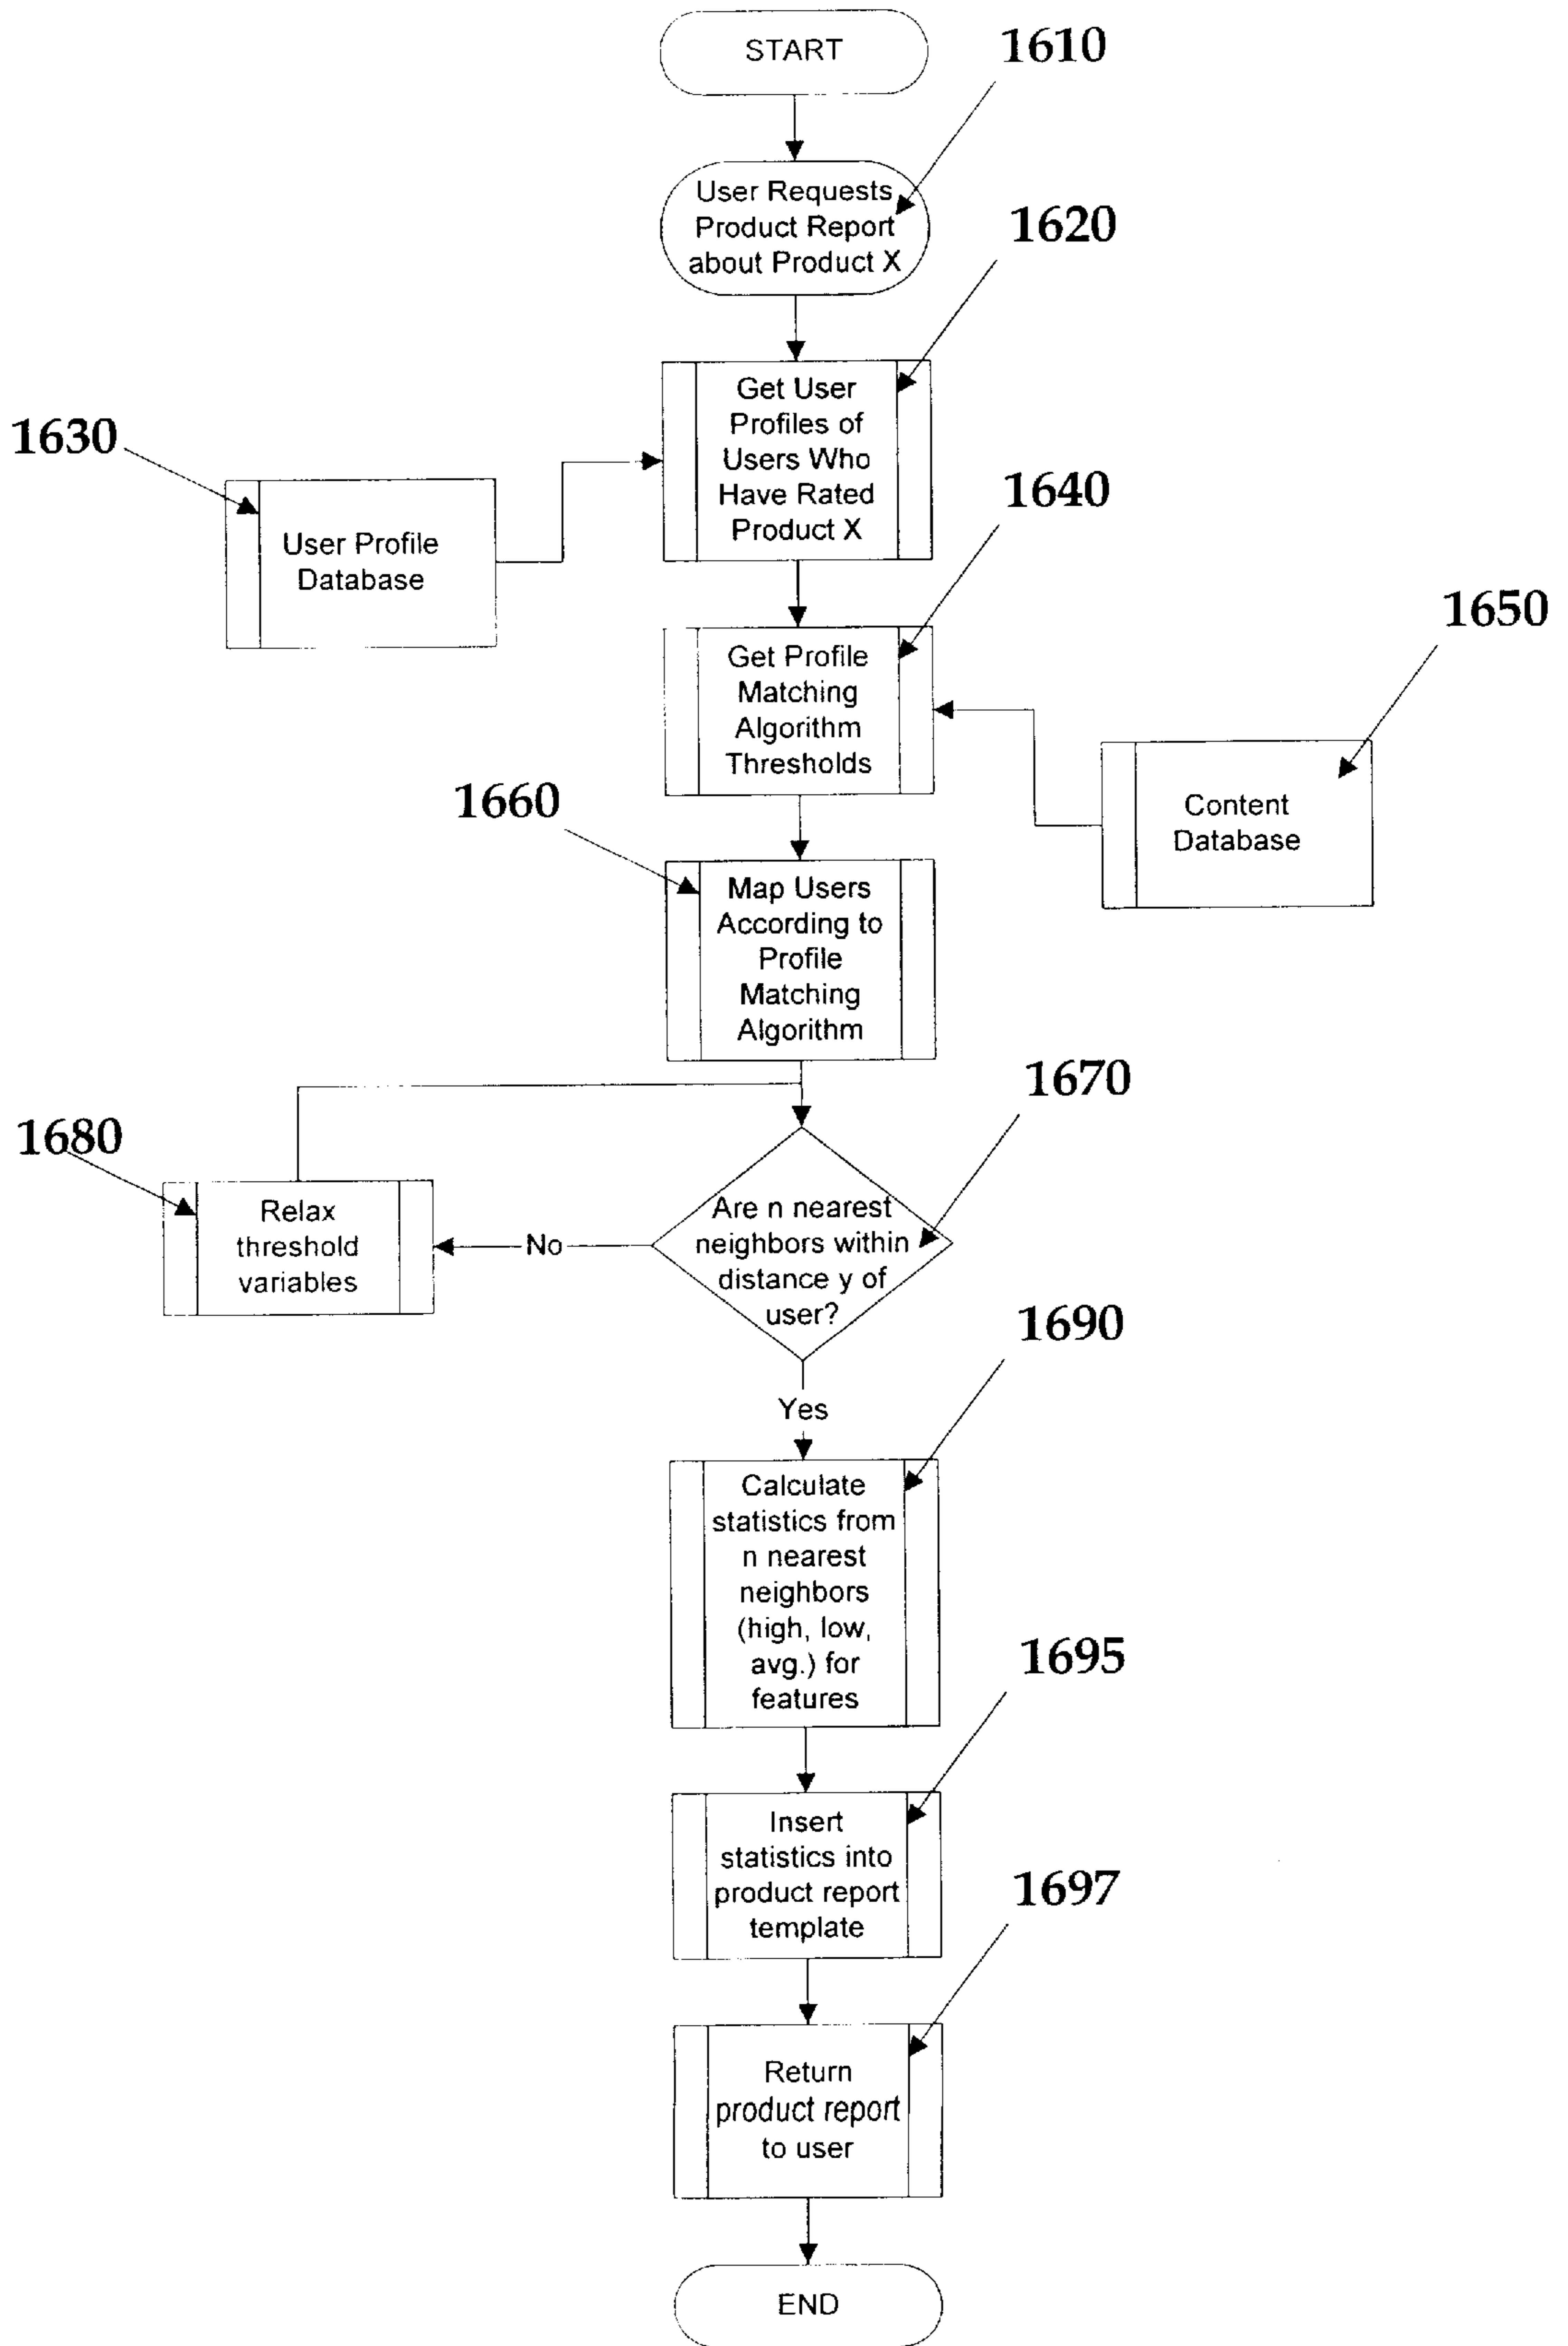 START
1610
User Requests
Product Report
about Product X
1620
Get User
Profiles of
Users Who
Have Rated
Product X
1630
User Profile
Database
1640
Get Profile
Matching
Algorithm
Thresholds
1650
Content
Database
1660
Map Users
According to
Profile
Matching
Algorithm
1670
Are n nearest
neighbors within
distance y of
user?
No
1680
Relax
threshold
variables
Yes
1690
Calculate
statistics from
n nearest
neighbors
(high, low,
avg.) for
features
1695
Insert
statistics into
product report
template
1697
Return
product report
to user
END